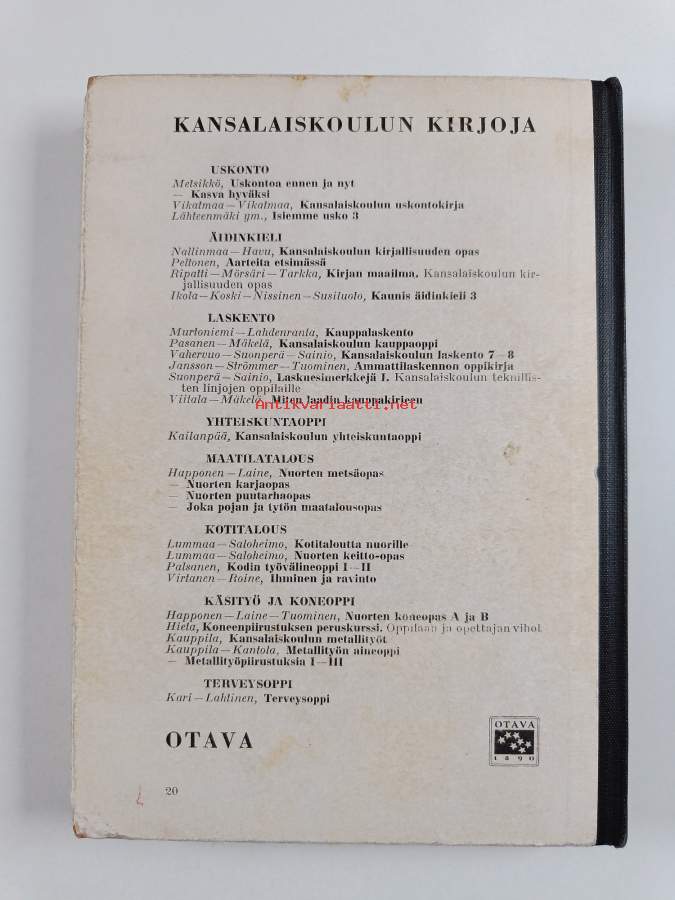 KANSALAISKOULUN KIRJOJA
USKONTO
Metsikkö, Uskontoa ennen ja nyt
— Kasva hyväksi
Vikatmaa—Vikatmaa, Kansalaiskoulun uskontokirja
Lähteenmäki ym., Isiemme usko 3
ÄIDINKIELI
Nallinmaa—Havu, Kansalaiskoulun kirjallisuuden opas
Peltonen, Aarteita etsimässä
Ripatti—Mörsäri—Tarkka, Kirjan maailma. Kansalaiskoulun kir-
jallisuuden opas
Ikola—Koski—Nissinen—Susiluoto, Kaunis äidinkieli 3
LASKENTO
Murtoniemi—Lahdenranta, Kauppalaskento
Pasanen—Mäkelä, Kansalaiskoulun kauppaoppi
Vahervuo—Suonperä—Sainio, Kansalaiskoulun laskento 7—8
Jansson—Strömmer—Tuominen, Ammattilaskennon oppikirja
Suonperä—Sainio, Laskuesimerkkejä I. Kansalaiskoulun teknillis-
ten linjojen oppilaille
Viitala—Mäkelä, Miten laadin kauppakirjeen
Antikvariaatti.net
YHTEISKUNTAOPPI
Kailanpää, Kansalaiskoulun yhteiskuntaoppi
MAATILATALOUS
Happonen—Laine, Nuorten metsäopas
— Nuorten karjaopas
— Nuorten puutarhaopas
— Joka pojan ja tytön maatalousopas
KOTITALOUS
Lummaa—Saloheimo, Kotitaloutta nuorille
Lummaa—Saloheimo, Nuorten keitto-opas
Palsanen, Kodin työvälineoppi I—II
Virtanen—Roine, Ihminen ja ravinto
KÄSITYÖ JA KONEOPPI
Happonen—Laine—Tuominen, Nuorten koneopas A ja B
Hiela, Koneenpiirustuksen peruskurssi. Oppilaan ja opettajan vihot
Kauppila, Kansalaiskoulun metallityöt
Kauppila—Kantola, Metallityön aineoppi
— Metallityöpiirustuksia I—III
TERVEYSOPPI
Kari—Lahtinen, Terveysoppi
OTAVA
OTAVA
1890
20
7